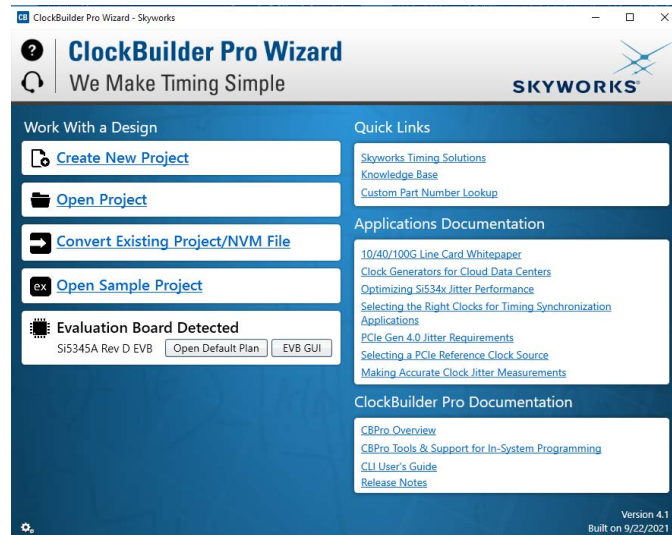 CB ClockBuilder Pro Wizard - Skyworks
?
ClockBuilder Pro Wizard
We Make Timing Simple
SKYWORKS®
Work With a Design
Create New Project
Open Project
Convert Existing Project/NVM File
ex Open Sample Project
Evaluation Board Detected
Si5345A Rev D EVB Open Default Plan EVB GUI
Quick Links
Skyworks Timing Solutions
Knowledge Base
Custom Part Number Lookup
Applications Documentation
10/40/100G Line Card Whitepaper
Clock Generators for Cloud Data Centers
Optimizing Si534x Jitter Performance
Selecting the Right Clocks for Timing Synchronization
Applications
PCIe Gen 4.0 Jitter Requirements
Selecting a PCIe Reference Clock Source
Making Accurate Clock Jitter Measurements
ClockBuilder Pro Documentation
CBPro Overview
CBPro Tools & Support for In-System Programming
CLI User's Guide
Release Notes
Version 4.1
Built on 9/22/2021